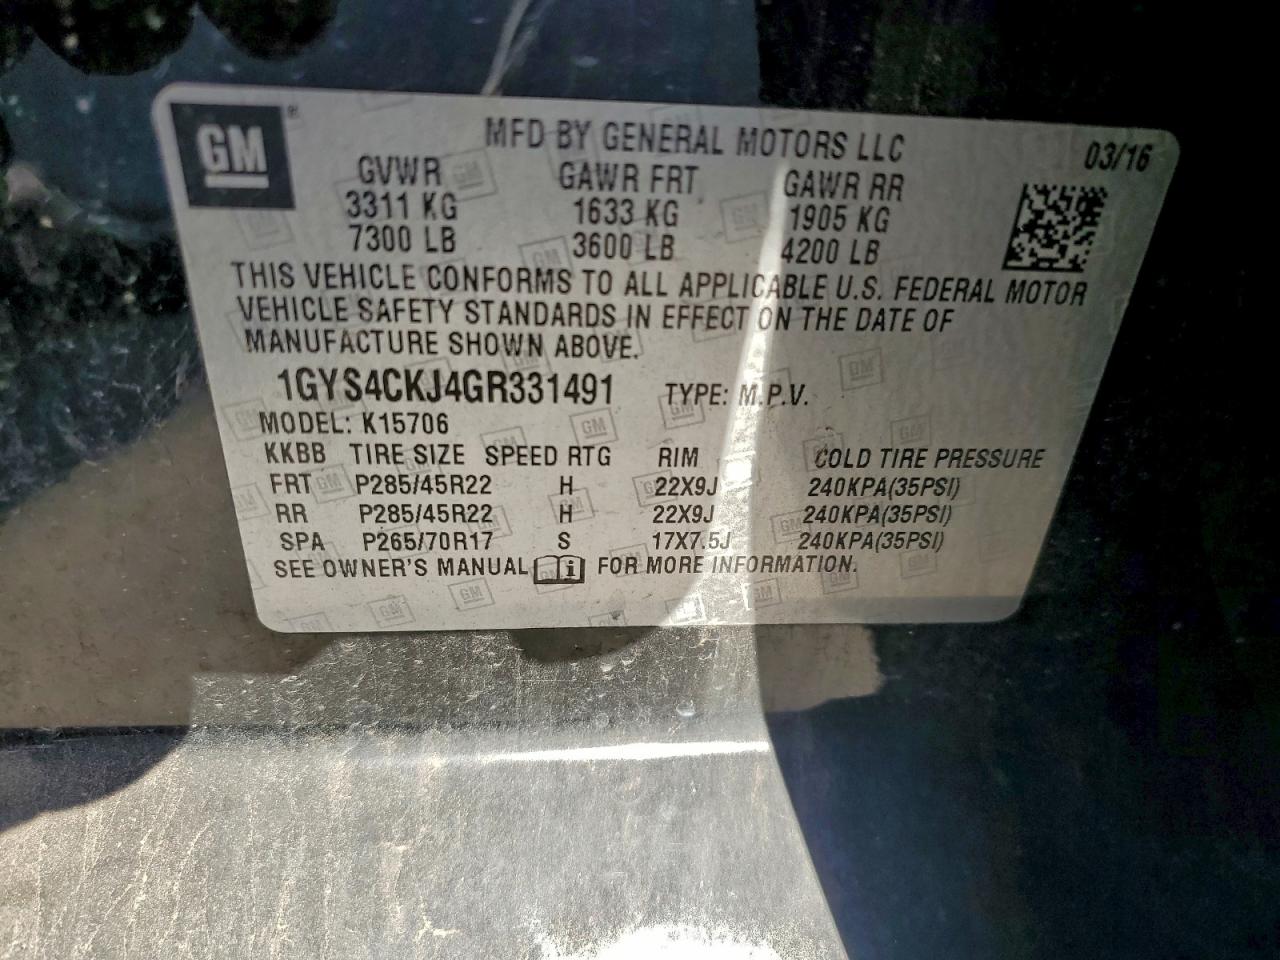 GM®
MFD BY GENERAL MOTORS LLC 03/16
GVWR GAWR FRT GAWR RR
3311 KG 1633 KG 1905 KG
7300 LB 3600 LB 4200 LB
THIS VEHICLE CONFORMS TO ALL APPLICABLE U.S. FEDERAL MOTOR
VEHICLE SAFETY STANDARDS IN EFFECT ON THE DATE OF
MANUFACTURE SHOWN ABOVE.
1GYS4CKJ4GR331491 TYPE: M.P.V.
MODEL: K15706
KKBB TIRE SIZE SPEED RTG RIM COLD TIRE PRESSURE
FRT P285/45R22 H 22X9J 240KPA(35PSI)
RR P285/45R22 H 22X9J 240KPA(35PSI)
SPA P265/70R17 S 17X7.5J 240KPA(35PSI)
SEE OWNER'S MANUAL i FOR MORE INFORMATION.